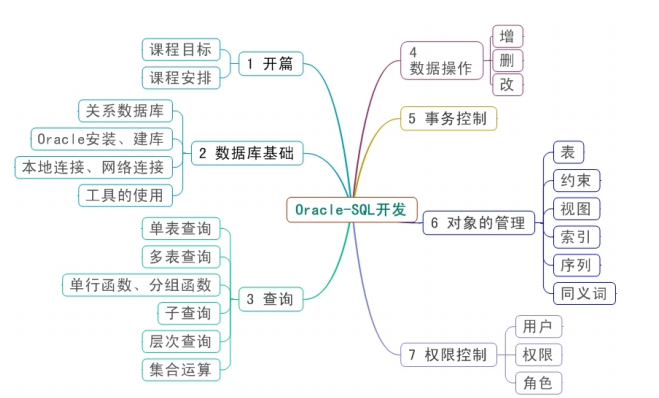 Oracle-SQL开发
1 开篇
课程目标
课程安排
2 数据库基础
关系数据库
Oracle安装、建库
本地连接、网络连接
工具的使用
3 查询
单表查询
多表查询
单行函数、分组函数
子查询
层次查询
集合运算
4
数据操作
增
删
改
5 事务控制
6 对象的管理
表
约束
视图
索引
序列
同义词
7 权限控制
用户
权限
角色